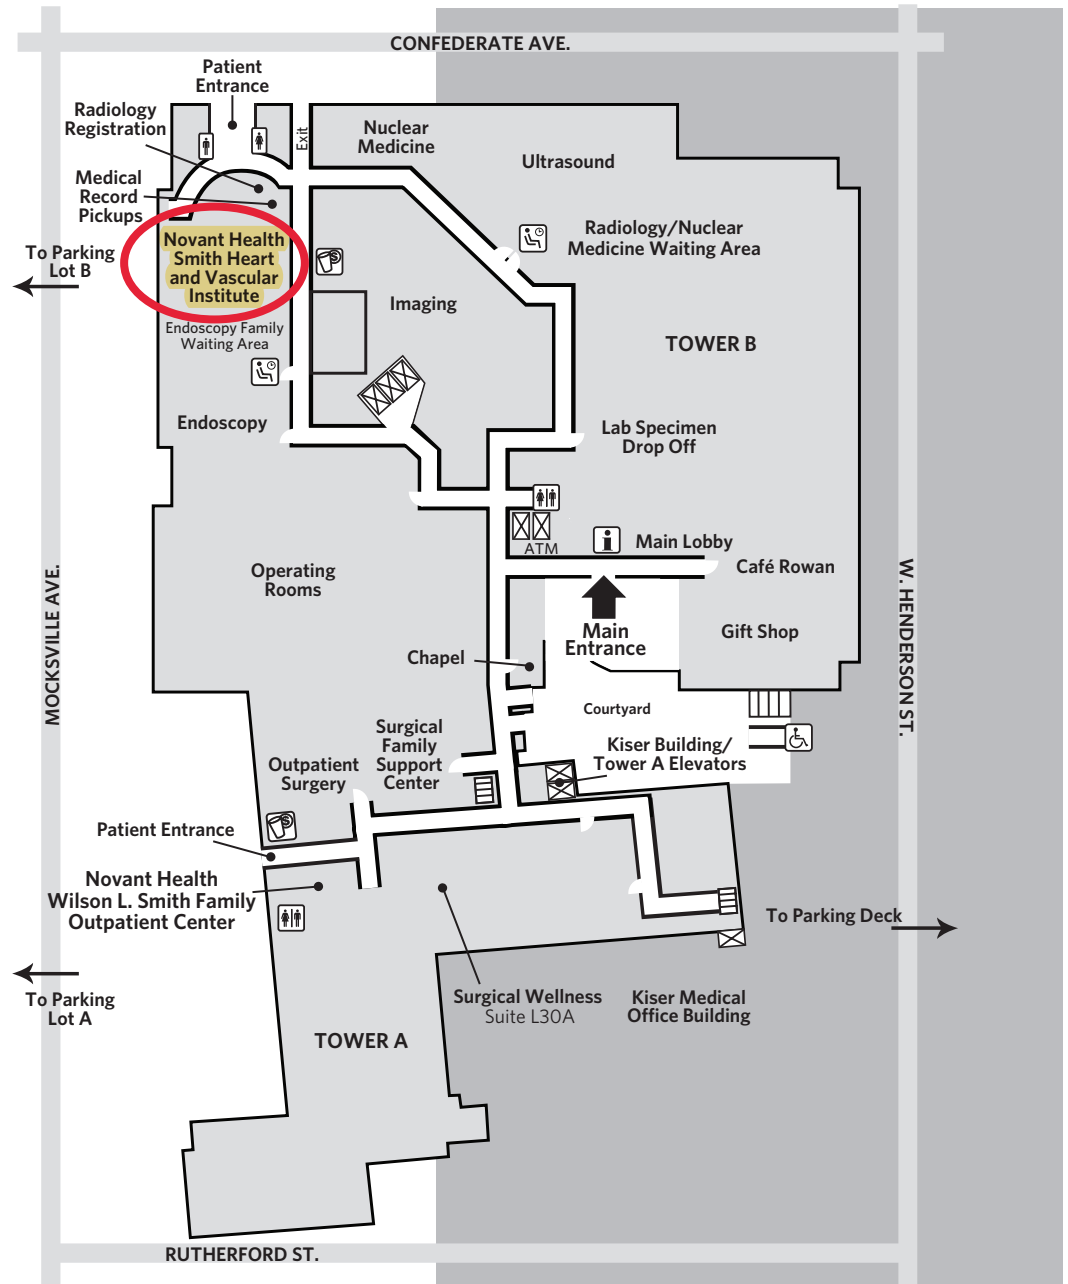 CONFEDERATE AVE.
Patient
Entrance
Radiology
Registration
Exit
Nuclear
Medicine
Ultrasound
Medical
Record
Pickups
Novant Health
Smith Heart
and Vascular
Institute
To Parking
Lot B
Radiology/Nuclear
Medicine Waiting Area
Imaging
Endoscopy Family
Waiting Area
TOWER B
Endoscopy
Lab Specimen
Drop Off
ATM
Main Lobby
Café Rowan
Operating
Rooms
MOCKSVILLE AVE.
W. HENDERSON ST.
Main
Entrance
Gift Shop
Chapel
Courtyard
Surgical
Family
Support
Center
Kiser Building/
Tower A Elevators
Outpatient
Surgery
Patient Entrance
Novant Health
Wilson L. Smith Family
Outpatient Center
To Parking Deck
To Parking
Lot A
Surgical Wellness
Suite L30A
Kiser Medical
Office Building
TOWER A
RUTHERFORD ST.